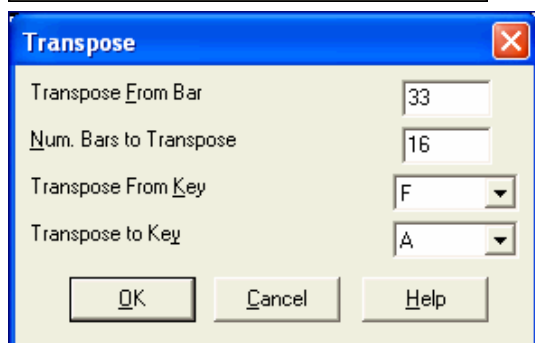 Transpose
Transpose From Bar 33
Num. Bars to Transpose 16
Transpose From Key F
Transpose to Key A
OK Cancel Help